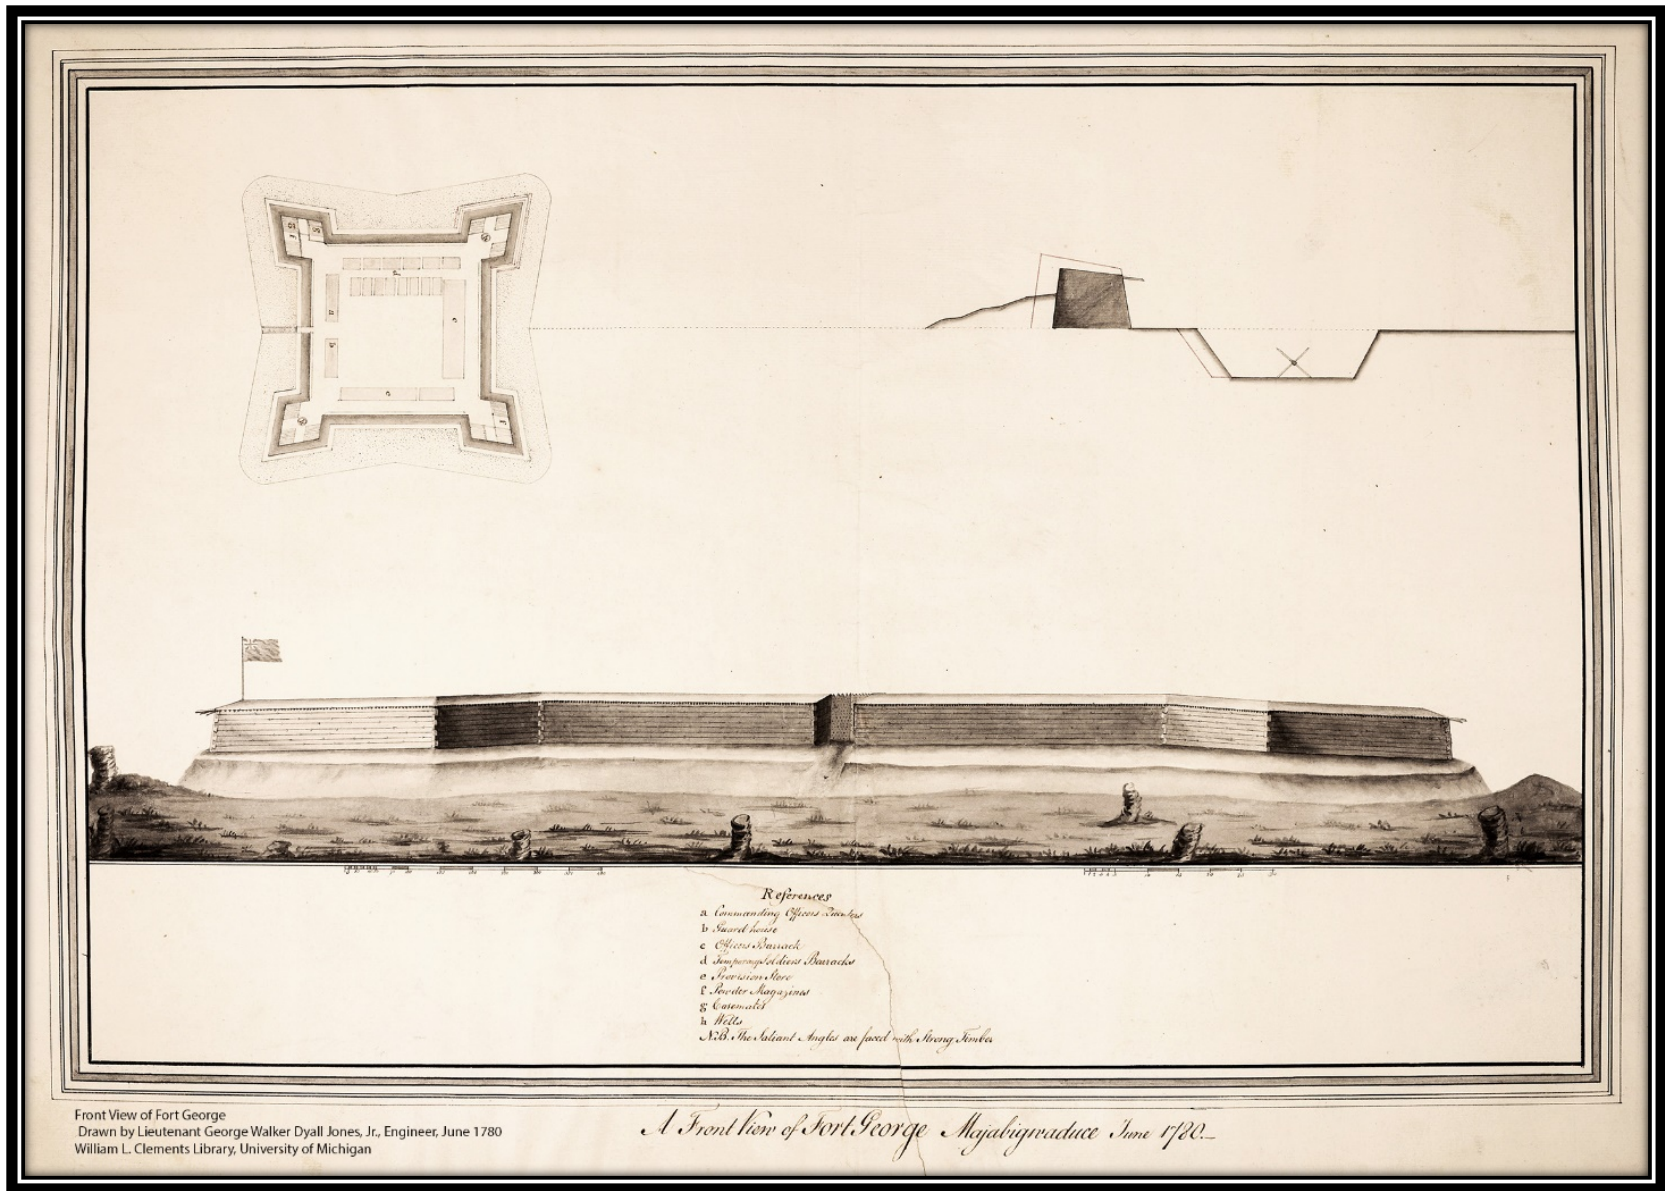 References
a Commanding Officers Quarters
b Guard house
c Officers Barrack
d Temporary Soldiers Barracks
e Provision Store
f Powder Magazines
g Casemates
h Wells
N.B. The Saliant Angles are faced with Strong Timber
A Front View of Fort George Majabigwaduce June 1780.
Front View of Fort George
Drawn by Lieutenant George Walker Dyall Jones, Jr., Engineer, June 1780
William L. Clements Library, University of Michigan